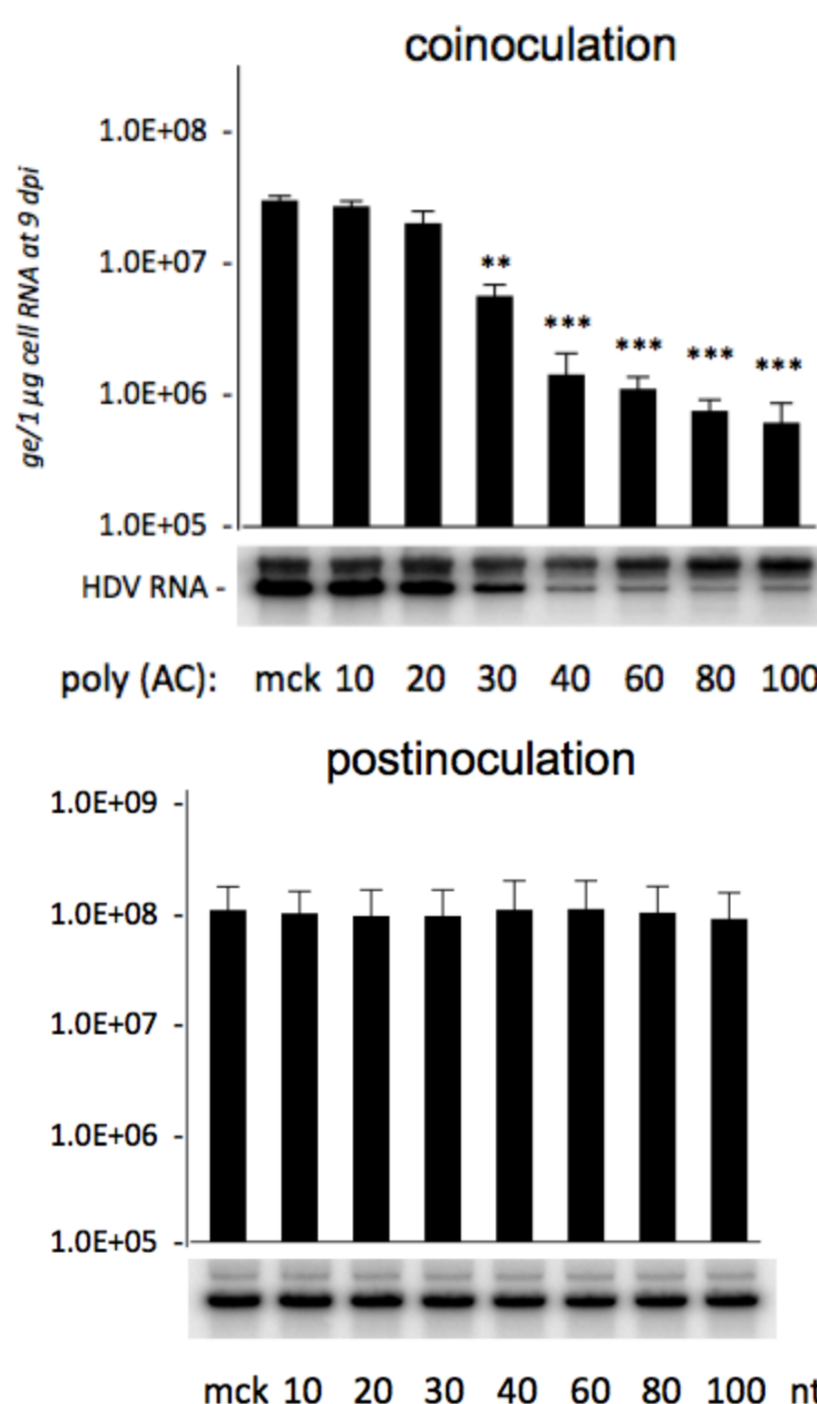 coinoculation
ge/1 µg cell RNA at 9 dpi
1.0E+08 -
1.0E+07 -
1.0E+06 -
1.0E+05 -
** *** *** *** ***
HDV RNA -
poly (AC): mck 10 20 30 40 60 80 100
postinoculation
1.0E+09 -
1.0E+08 -
1.0E+07 -
1.0E+06 -
1.0E+05 -
mck 10 20 30 40 60 80 100 nt